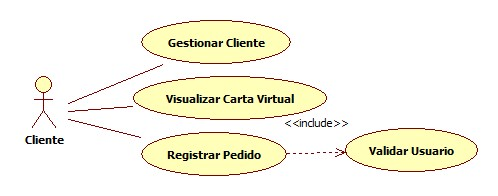 Gestionar Cliente
Visualizar Carta Virtual
<<include>>
Cliente
Registrar Pedido
Validar Usuario